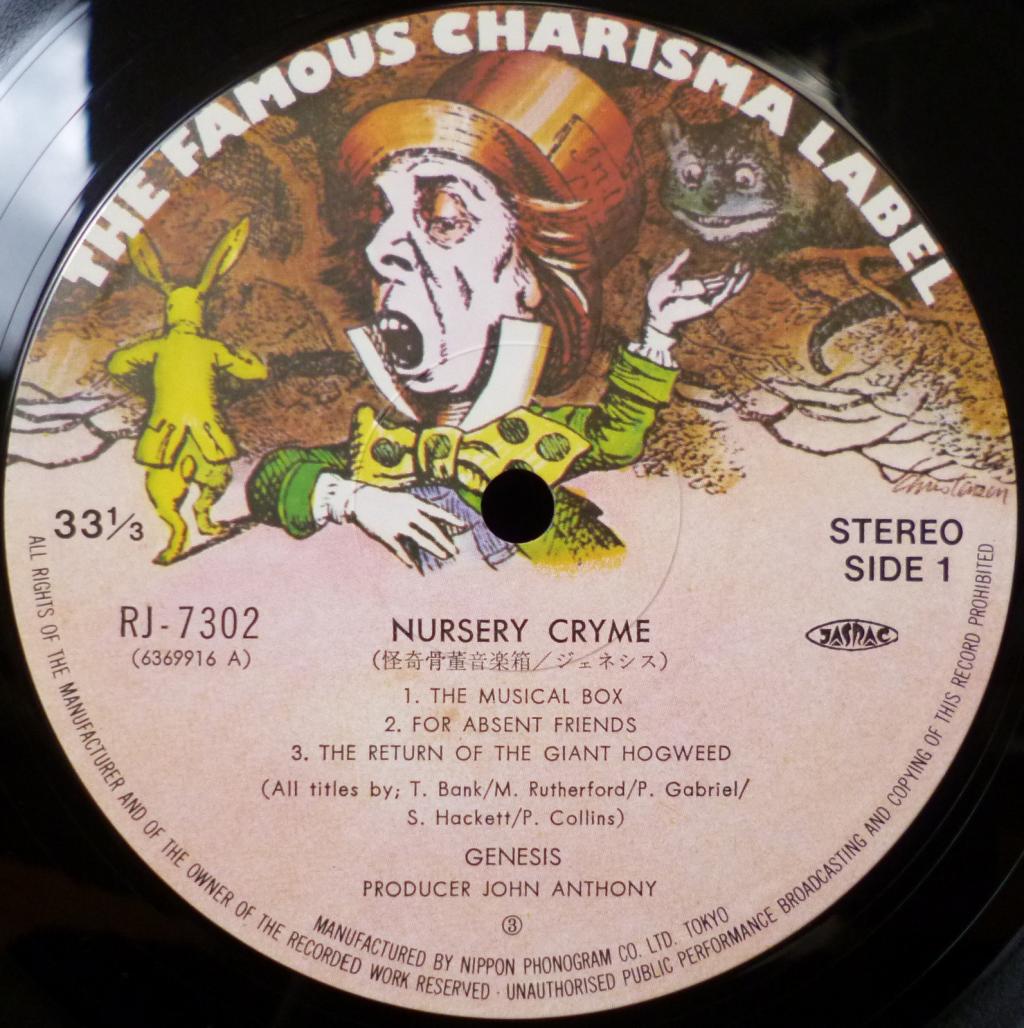 THE FAMOUS CHARISMA LABEL
Christensen
33⅓
STEREO
SIDE 1
RJ-7302
(6369916 A)
JASRAC
NURSERY CRYME
(怪奇骨董音楽箱/ジェネシス)
1. THE MUSICAL BOX
2. FOR ABSENT FRIENDS
3. THE RETURN OF THE GIANT HOGWEED
(All titles by; T. Bank/M. Rutherford/P. Gabriel/
S. Hackett/P. Collins)
GENESIS
PRODUCER JOHN ANTHONY
③
MANUFACTURED BY NIPPON PHONOGRAM CO. LTD. TOKYO
ALL RIGHTS OF THE MANUFACTURER AND OF THE OWNER OF THE RECORDED WORK RESERVED · UNAUTHORISED PUBLIC PERFORMANCE BROADCASTING AND COPYING OF THIS RECORD PROHIBITED.